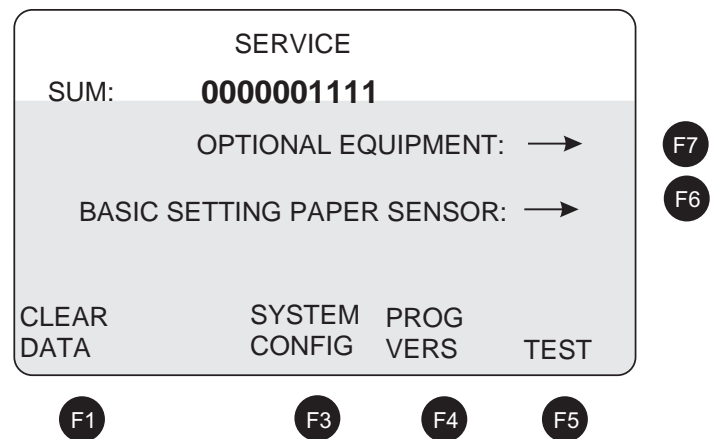 SERVICE
SUM: 0000001111
OPTIONAL EQUIPMENT:
F7
BASIC SETTING PAPER SENSOR:
F6
CLEAR DATA
SYSTEM CONFIG
PROG VERS
TEST
F1
F3
F4
F5